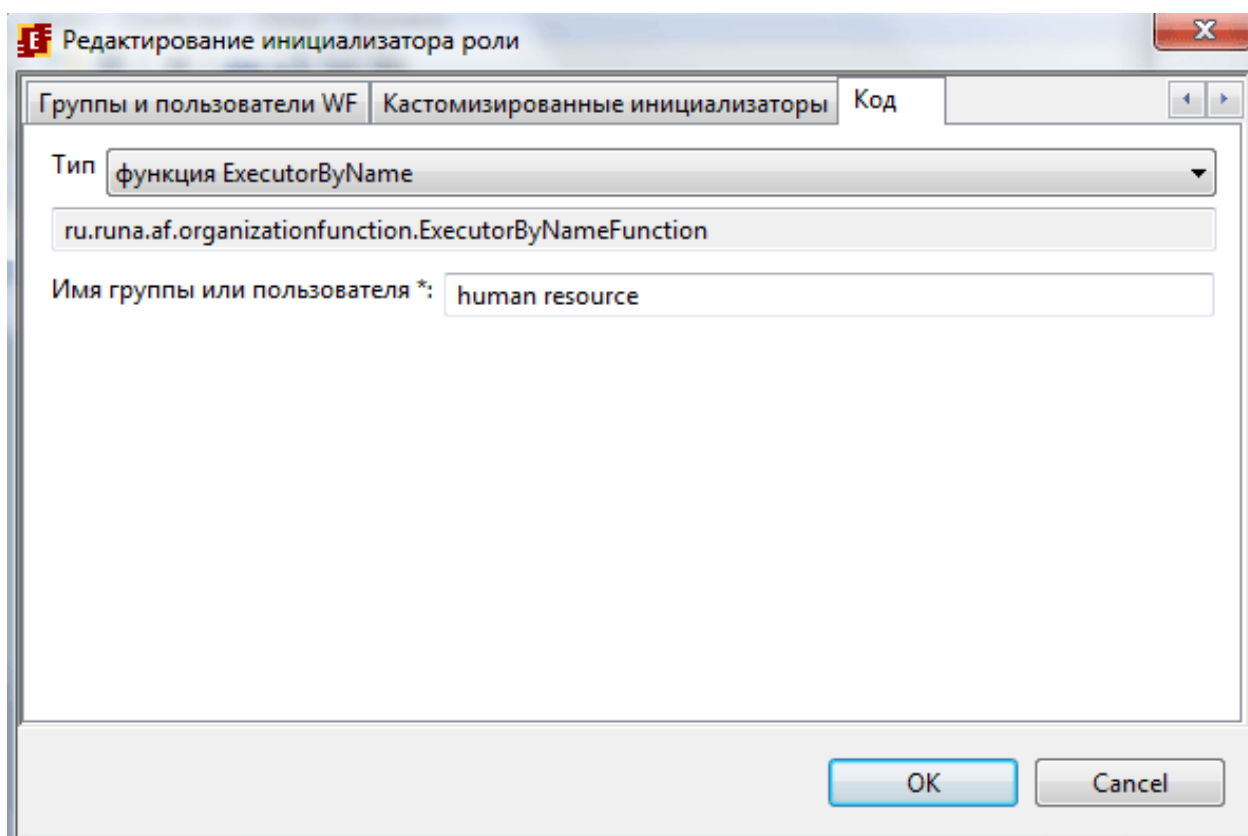 Редактирование инициализатора роли
Группы и пользователи WF Кастомизированные инициализаторы Код
Тип функция ExecutorByName
ru.runa.af.organizationfunction.ExecutorByNameFunction
Имя группы или пользователя *: human resource
OK Cancel